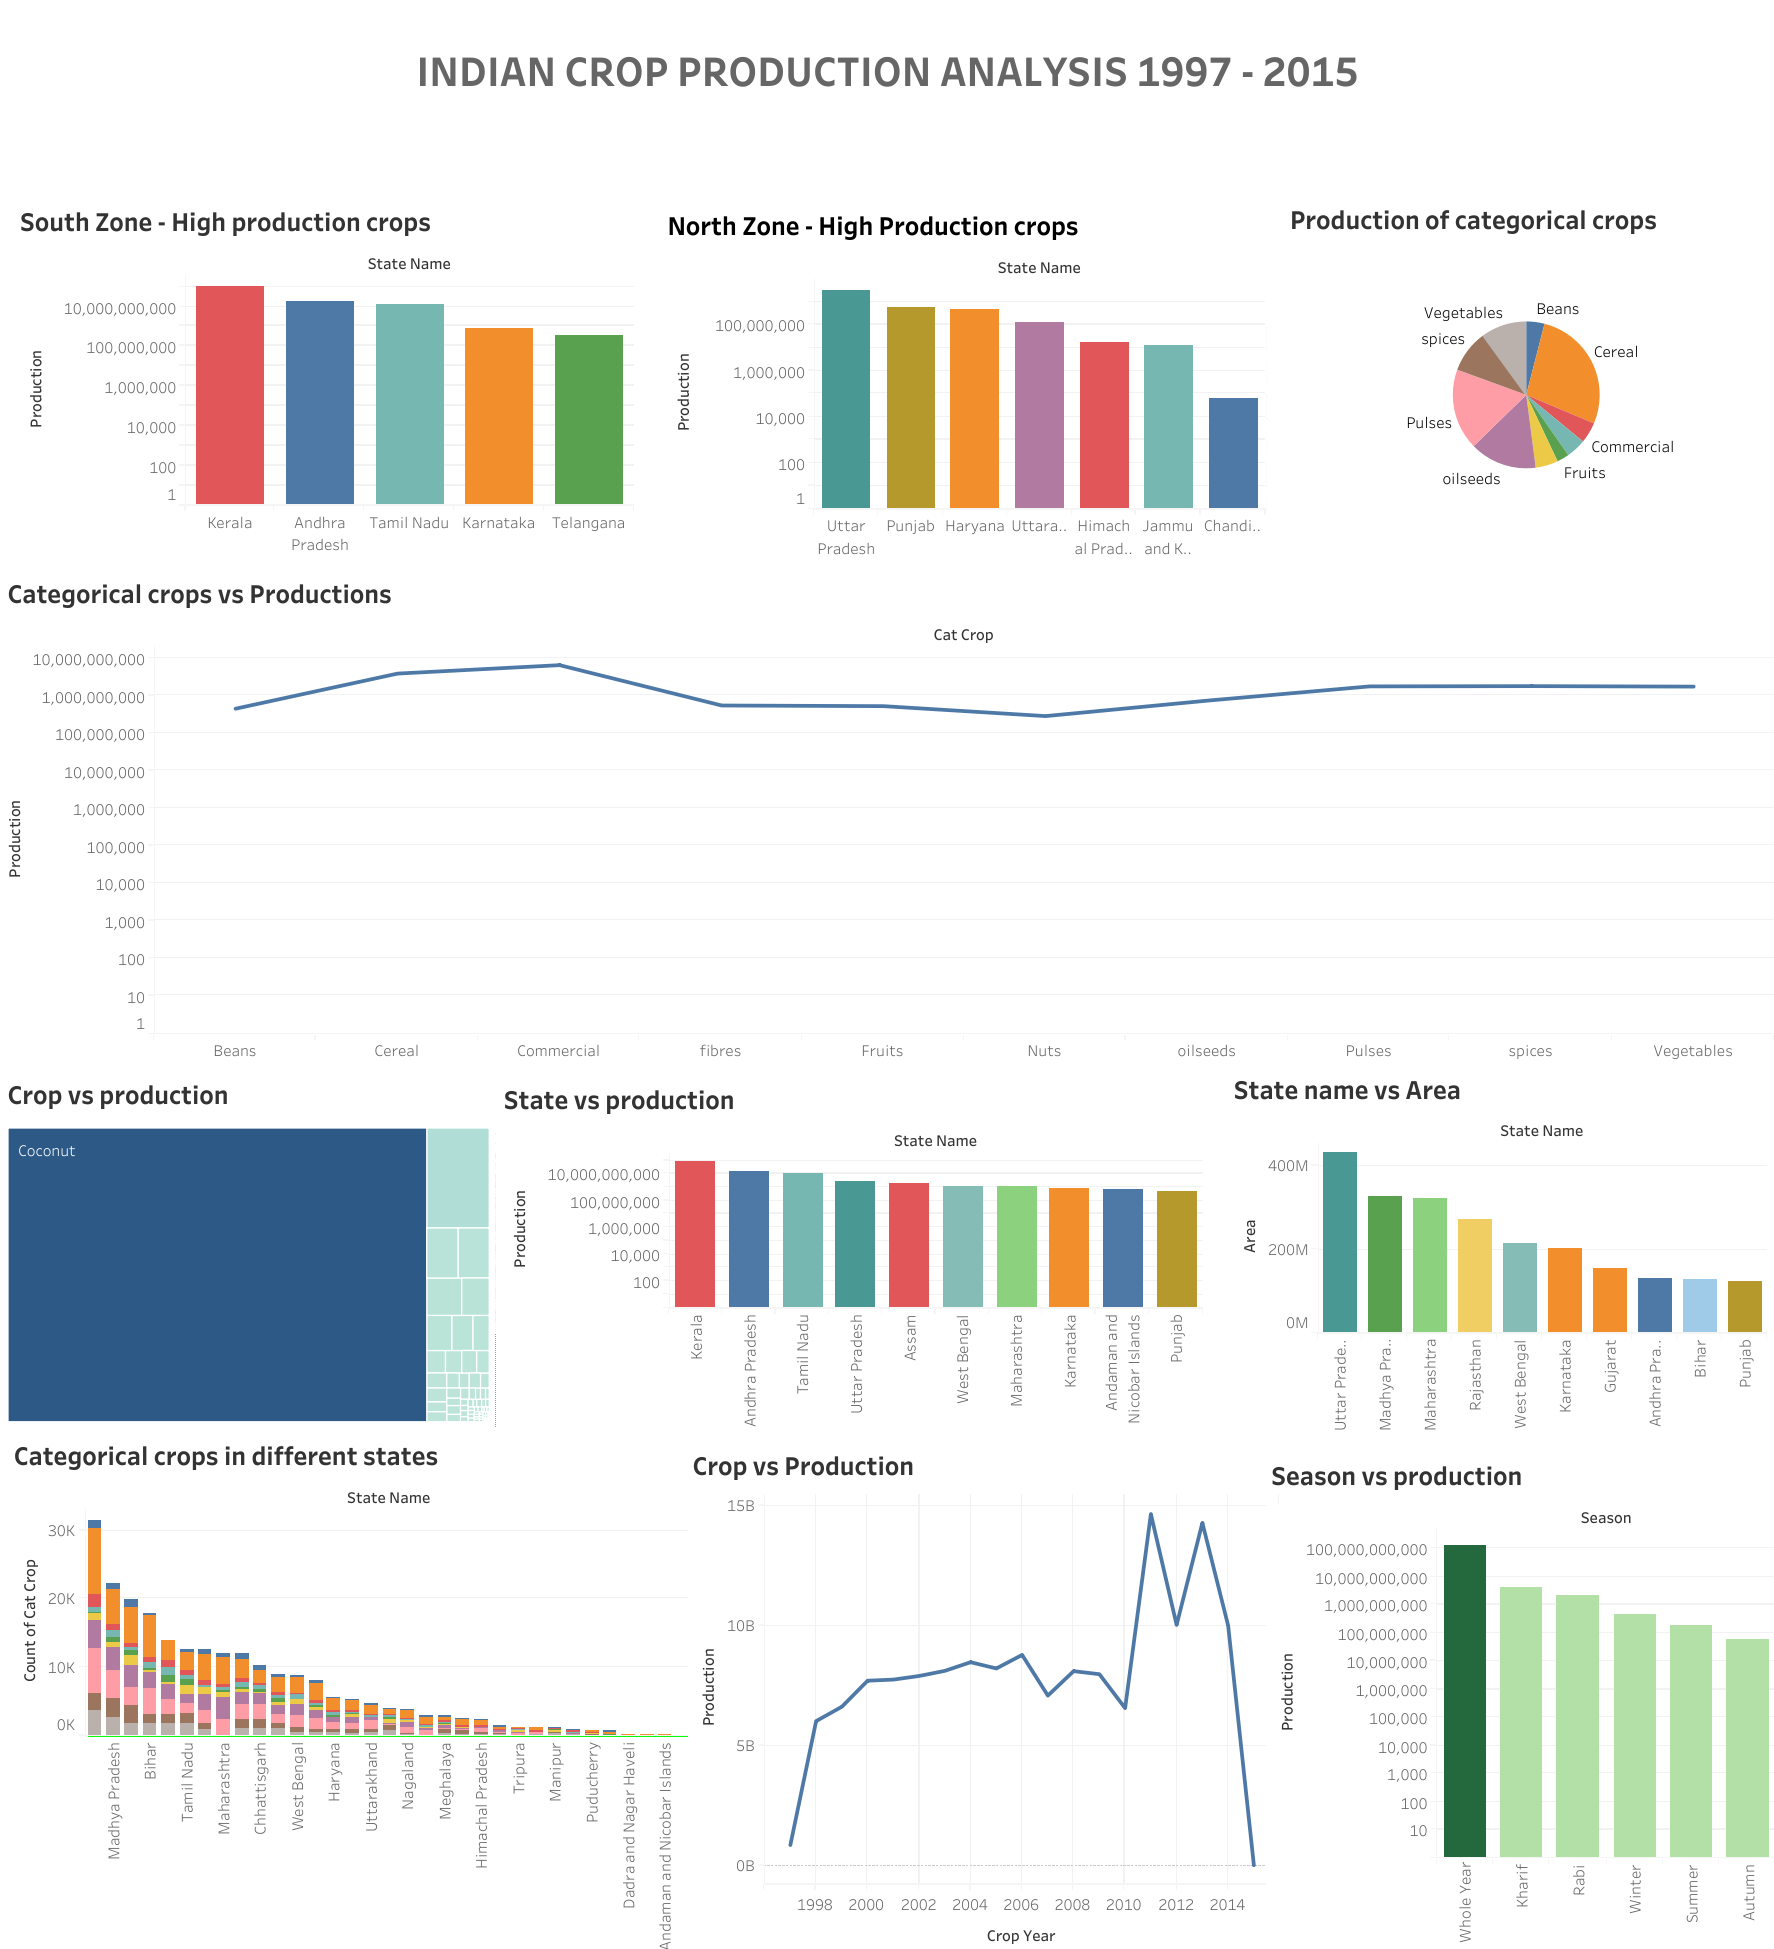 INDIAN CROP PRODUCTION ANALYSIS 1997 - 2015
South Zone - High production crops
State Name
Production
10,000,000,000
100,000,000
1,000,000
10,000
100
1
Kerala
Andhra
Pradesh
Tamil Nadu
Karnataka
Telangana
North Zone - High Production crops
State Name
Production
100,000,000
1,000,000
10,000
100
1
Uttar
Pradesh
Punjab
Haryana
Uttara..
Himach
al Prad..
Jammu
and K..
Chandi..
Production of categorical crops
Vegetables
Beans
spices
Cereal
Pulses
Commercial
oilseeds
Fruits
Categorical crops vs Productions
Cat Crop
Production
10,000,000,000
1,000,000,000
100,000,000
10,000,000
1,000,000
100,000
10,000
1,000
100
10
1
Beans
Cereal
Commercial
fibres
Fruits
Nuts
oilseeds
Pulses
spices
Vegetables
Crop vs production
Coconut
State vs production
State Name
Production
10,000,000,000
100,000,000
1,000,000
10,000
100
Kerala
Andhra Pradesh
Tamil Nadu
Uttar Pradesh
Assam
West Bengal
Maharashtra
Karnataka
Andaman and
Nicobar Islands
Punjab
State name vs Area
State Name
Area
400M
200M
0M
Uttar Prade..
Madhya Pra..
Maharashtra
Rajasthan
West Bengal
Karnataka
Gujarat
Andhra Pra..
Bihar
Punjab
Categorical crops in different states
State Name
Count of Cat Crop
30K
20K
10K
0K
Madhya Pradesh
Bihar
Tamil Nadu
Maharashtra
Chhattisgarh
West Bengal
Haryana
Uttarakhand
Nagaland
Meghalaya
Himachal Pradesh
Tripura
Manipur
Puducherry
Dadra and Nagar Haveli
Andaman and Nicobar Islands
Crop vs Production
Production
15B
10B
5B
0B
1998
2000
2002
2004
2006
2008
2010
2012
2014
Crop Year
Season vs production
Season
Production
100,000,000,000
10,000,000,000
1,000,000,000
100,000,000
10,000,000
1,000,000
100,000
10,000
1,000
100
10
Whole Year
Kharif
Rabi
Winter
Summer
Autumn